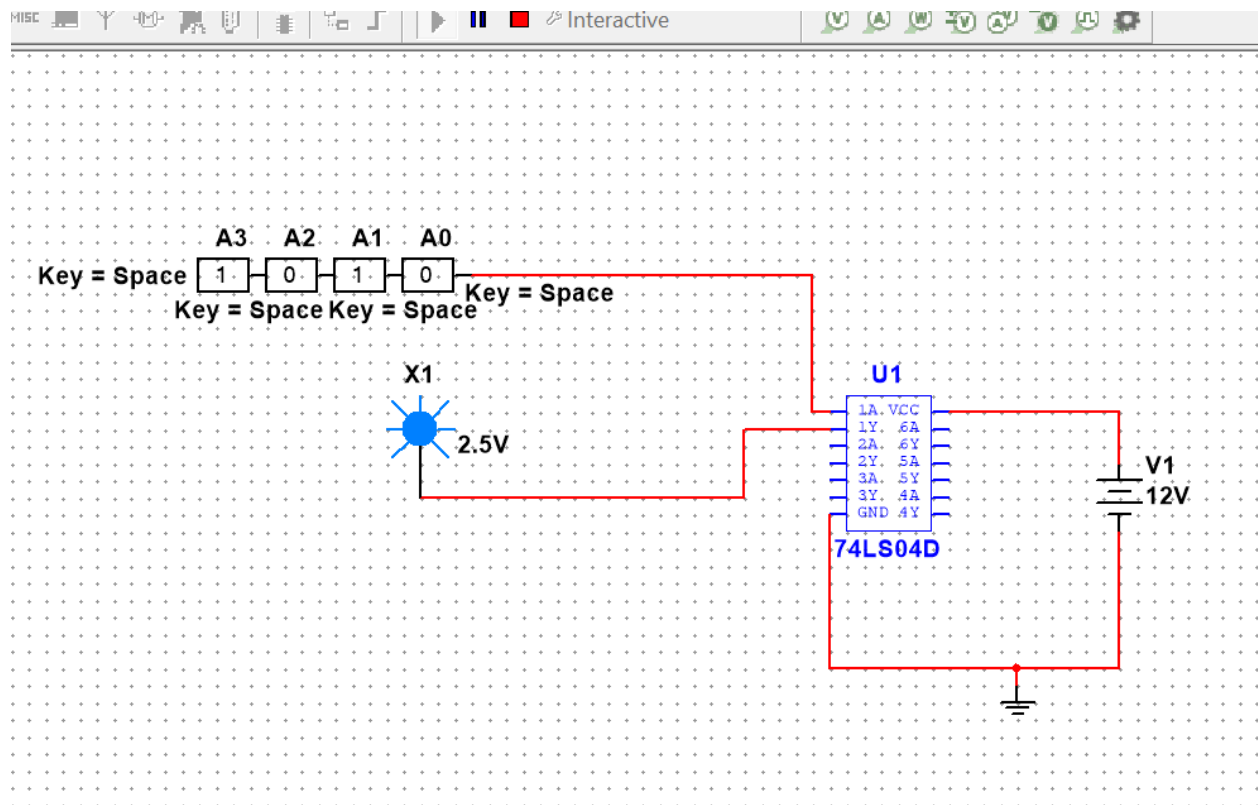 MISC Interactive
A3 A2 A1 A0
Key = Space 1 0 1 0 Key = Space
Key = Space Key = Space
X1
2.5V
U1
1A VCC
1Y 6A
2A 6Y
2Y 5A
3A 5Y
3Y 4A
GND 4Y
74LS04D
V1
12V